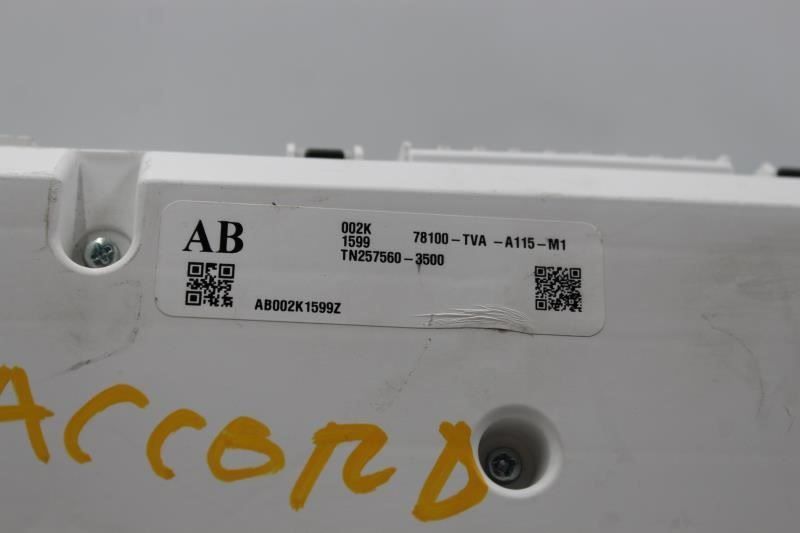 AB
002K
1599 78100-TVA -A115-M1
TN257560-3500
AB002K1599Z
ACCORD